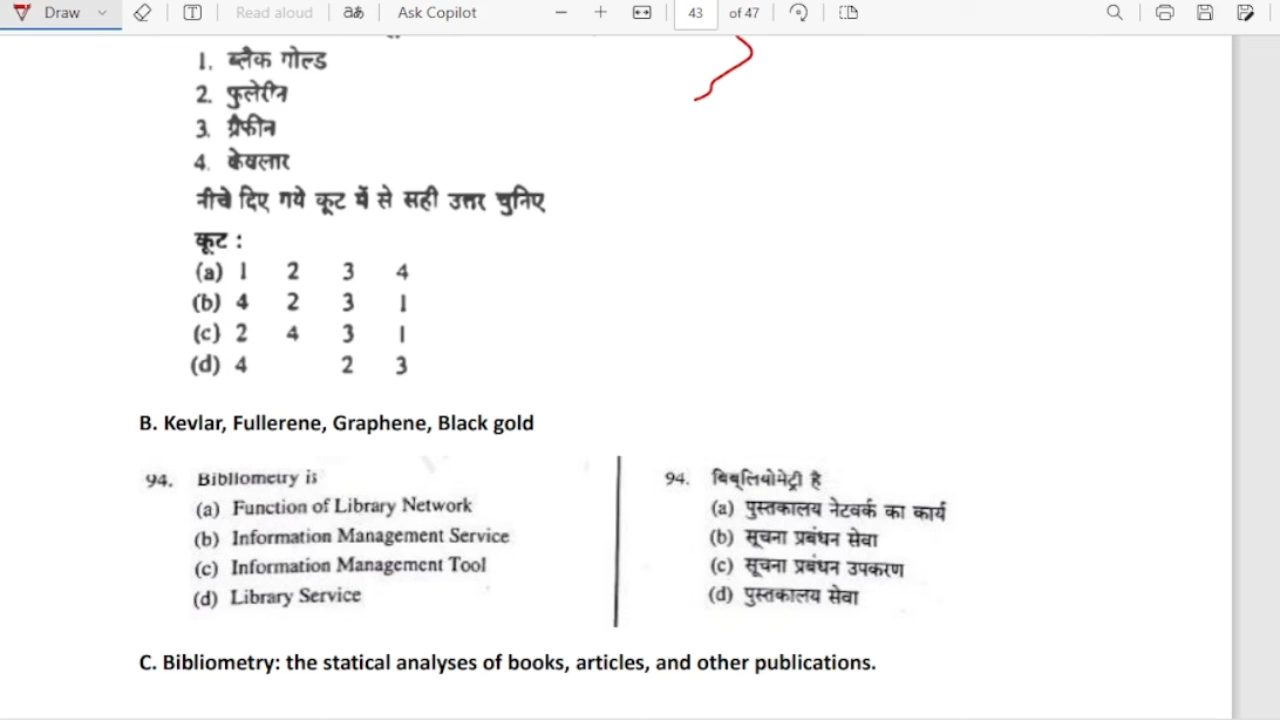 Draw
Read aloud
Ask Copilot
43 of 47
1. ब्लैक गोल्ड
2. फुलेरीन
3. ग्रैफीन
4. केवलार
नीचे दिए गये कूट में से सही उत्तर चुनिए
कूट :
(a) 1 2 3 4
(b) 4 2 3 1
(c) 2 4 3 1
(d) 4 2 3
B. Kevlar, Fullerene, Graphene, Black gold
94. Bibliometry is
(a) Function of Library Network
(b) Information Management Service
(c) Information Management Tool
(d) Library Service
94. बिब्लियोमेट्री है
(a) पुस्तकालय नेटवर्क का कार्य
(b) सूचना प्रबंधन सेवा
(c) सूचना प्रबंधन उपकरण
(d) पुस्तकालय सेवा
C. Bibliometry: the statical analyses of books, articles, and other publications.